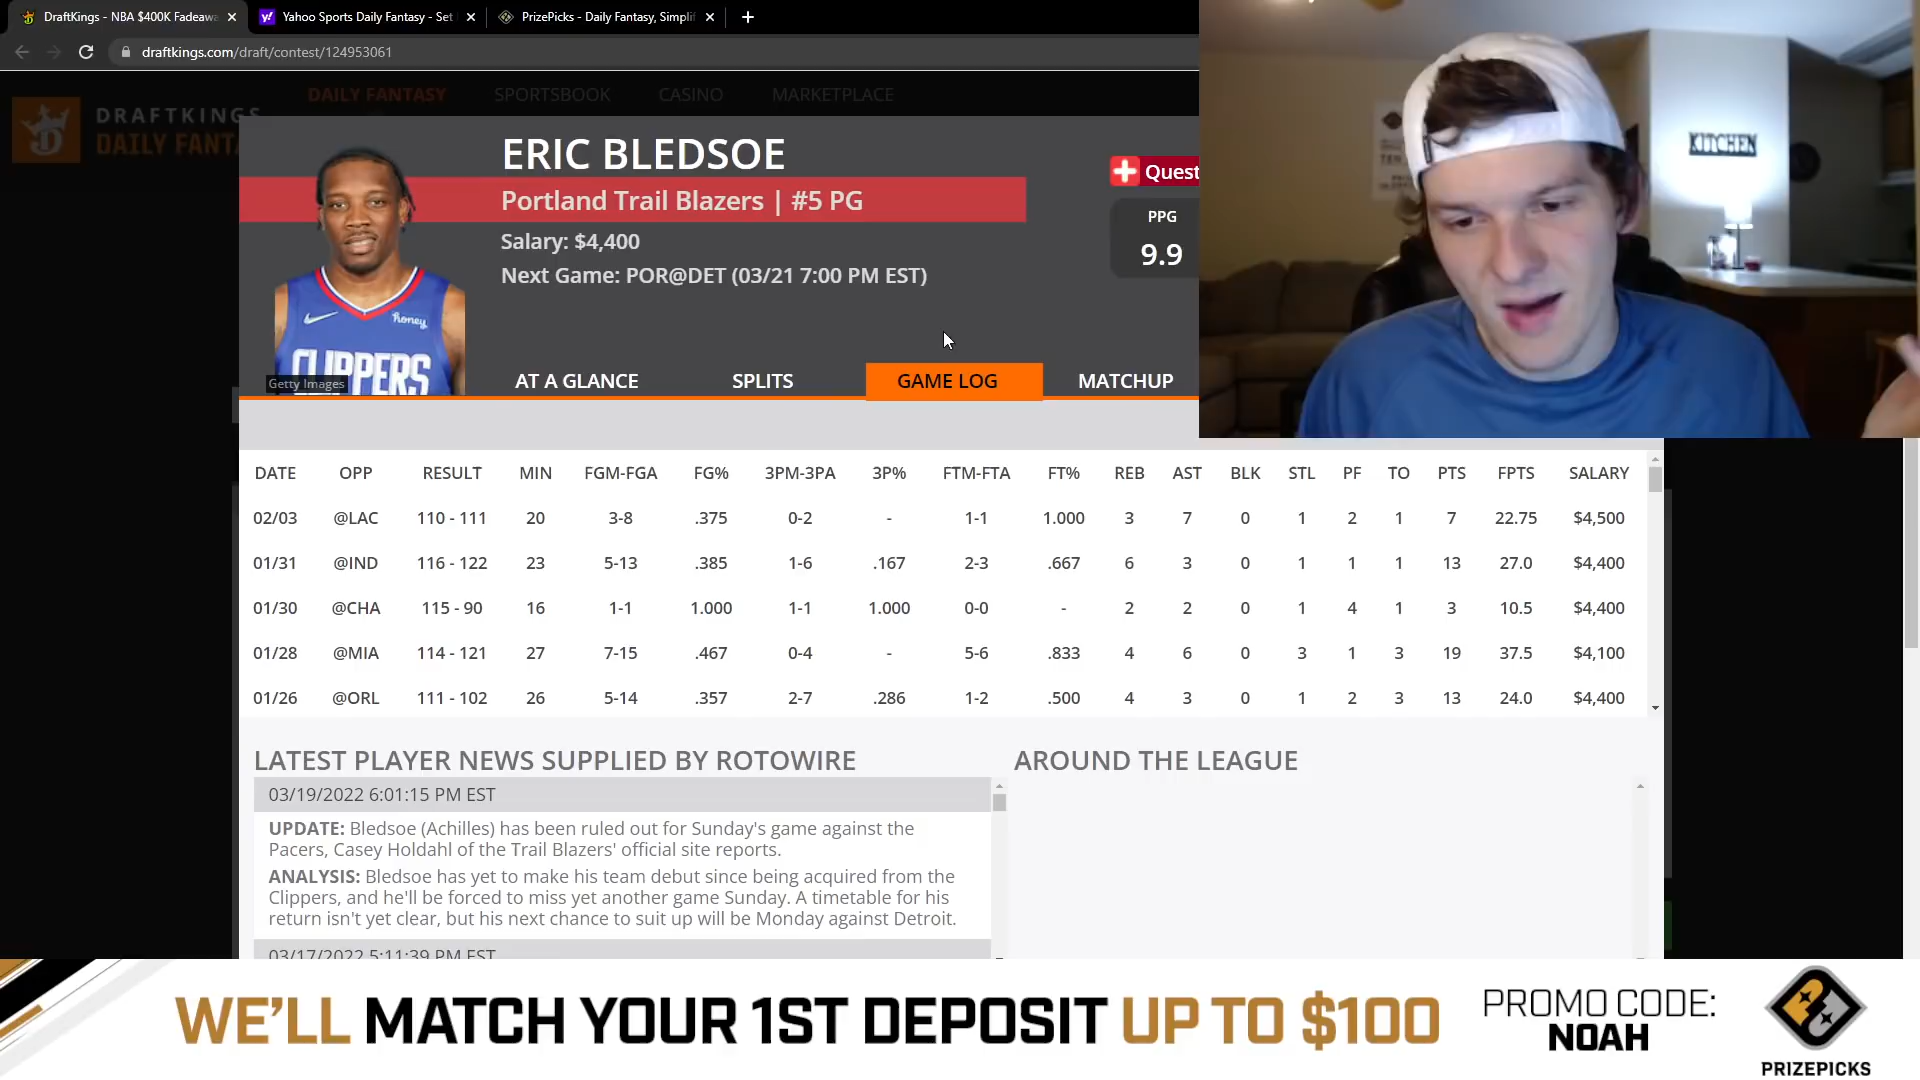 DraftKings - NBA $400K Fadeaw
Yahoo Sports Daily Fantasy - Set
PrizePicks - Daily Fantasy, Simplif
draftkings.com/draft/contest/124953061
DRAFTKINGS
DAILY FANT
DAILY FANTASY SPORTSBOOK CASINO MARKETPLACE
ERIC BLEDSOE
Portland Trail Blazers | #5 PG
Salary: $4,400
Next Game: POR@DET (03/21 7:00 PM EST)
Quest
PPG
9.9
KITCHEN
honey
CLIPPERS
Getty Images
AT A GLANCE SPLITS GAME LOG MATCHUP
DATE OPP RESULT MIN FGM-FGA FG% 3PM-3PA 3P% FTM-FTA FT% REB AST BLK STL PF TO PTS FPTS SALARY
02/03 @LAC 110 - 111 20 3-8 .375 0-2 - 1-1 1.000 3 7 0 1 2 1 7 22.75 $4,500
01/31 @IND 116 - 122 23 5-13 .385 1-6 .167 2-3 .667 6 3 0 1 1 1 13 27.0 $4,400
01/30 @CHA 115 - 90 16 1-1 1.000 1-1 1.000 0-0 - 2 2 0 1 4 1 3 10.5 $4,400
01/28 @MIA 114 - 121 27 7-15 .467 0-4 - 5-6 .833 4 6 0 3 1 3 19 37.5 $4,100
01/26 @ORL 111 - 102 26 5-14 .357 2-7 .286 1-2 .500 4 3 0 1 2 3 13 24.0 $4,400
LATEST PLAYER NEWS SUPPLIED BY ROTOWIRE
03/19/2022 6:01:15 PM EST
UPDATE: Bledsoe (Achilles) has been ruled out for Sunday's game against the
Pacers, Casey Holdahl of the Trail Blazers' official site reports.
ANALYSIS: Bledsoe has yet to make his team debut since being acquired from the
Clippers, and he'll be forced to miss yet another game Sunday. A timetable for his
return isn't yet clear, but his next chance to suit up will be Monday against Detroit.
03/17/2022 5:11:39 PM EST
AROUND THE LEAGUE
WE'LL MATCH YOUR 1ST DEPOSIT UP TO $100
PROMO CODE:
NOAH
PRIZEPICKS